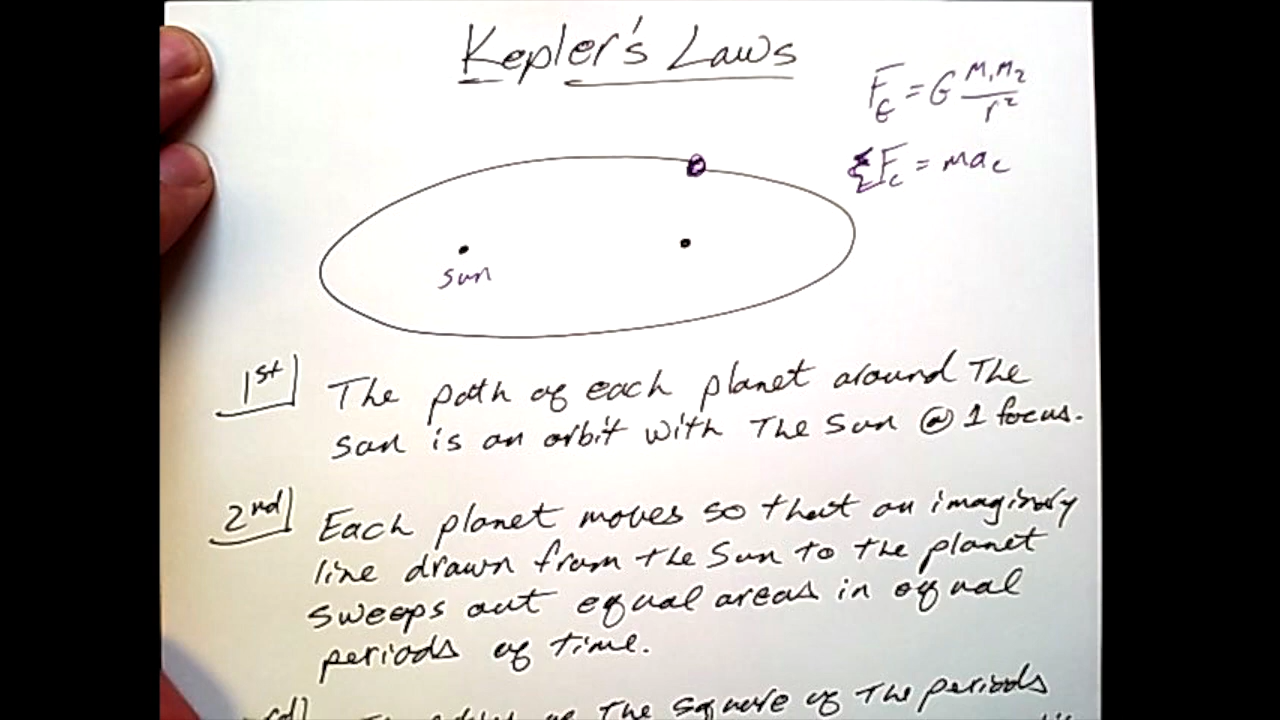 Kepler's Laws
F_G = G M₁M₂/r²
ΣF_c = ma_c
sun
1st The path of each planet around The
sun is an orbit with The Sun @ 1 focus.
2nd Each planet moves so that an imaginary
line drawn from the Sun to the planet
sweeps out equal areas in equal
periods of time.
the square of The periods